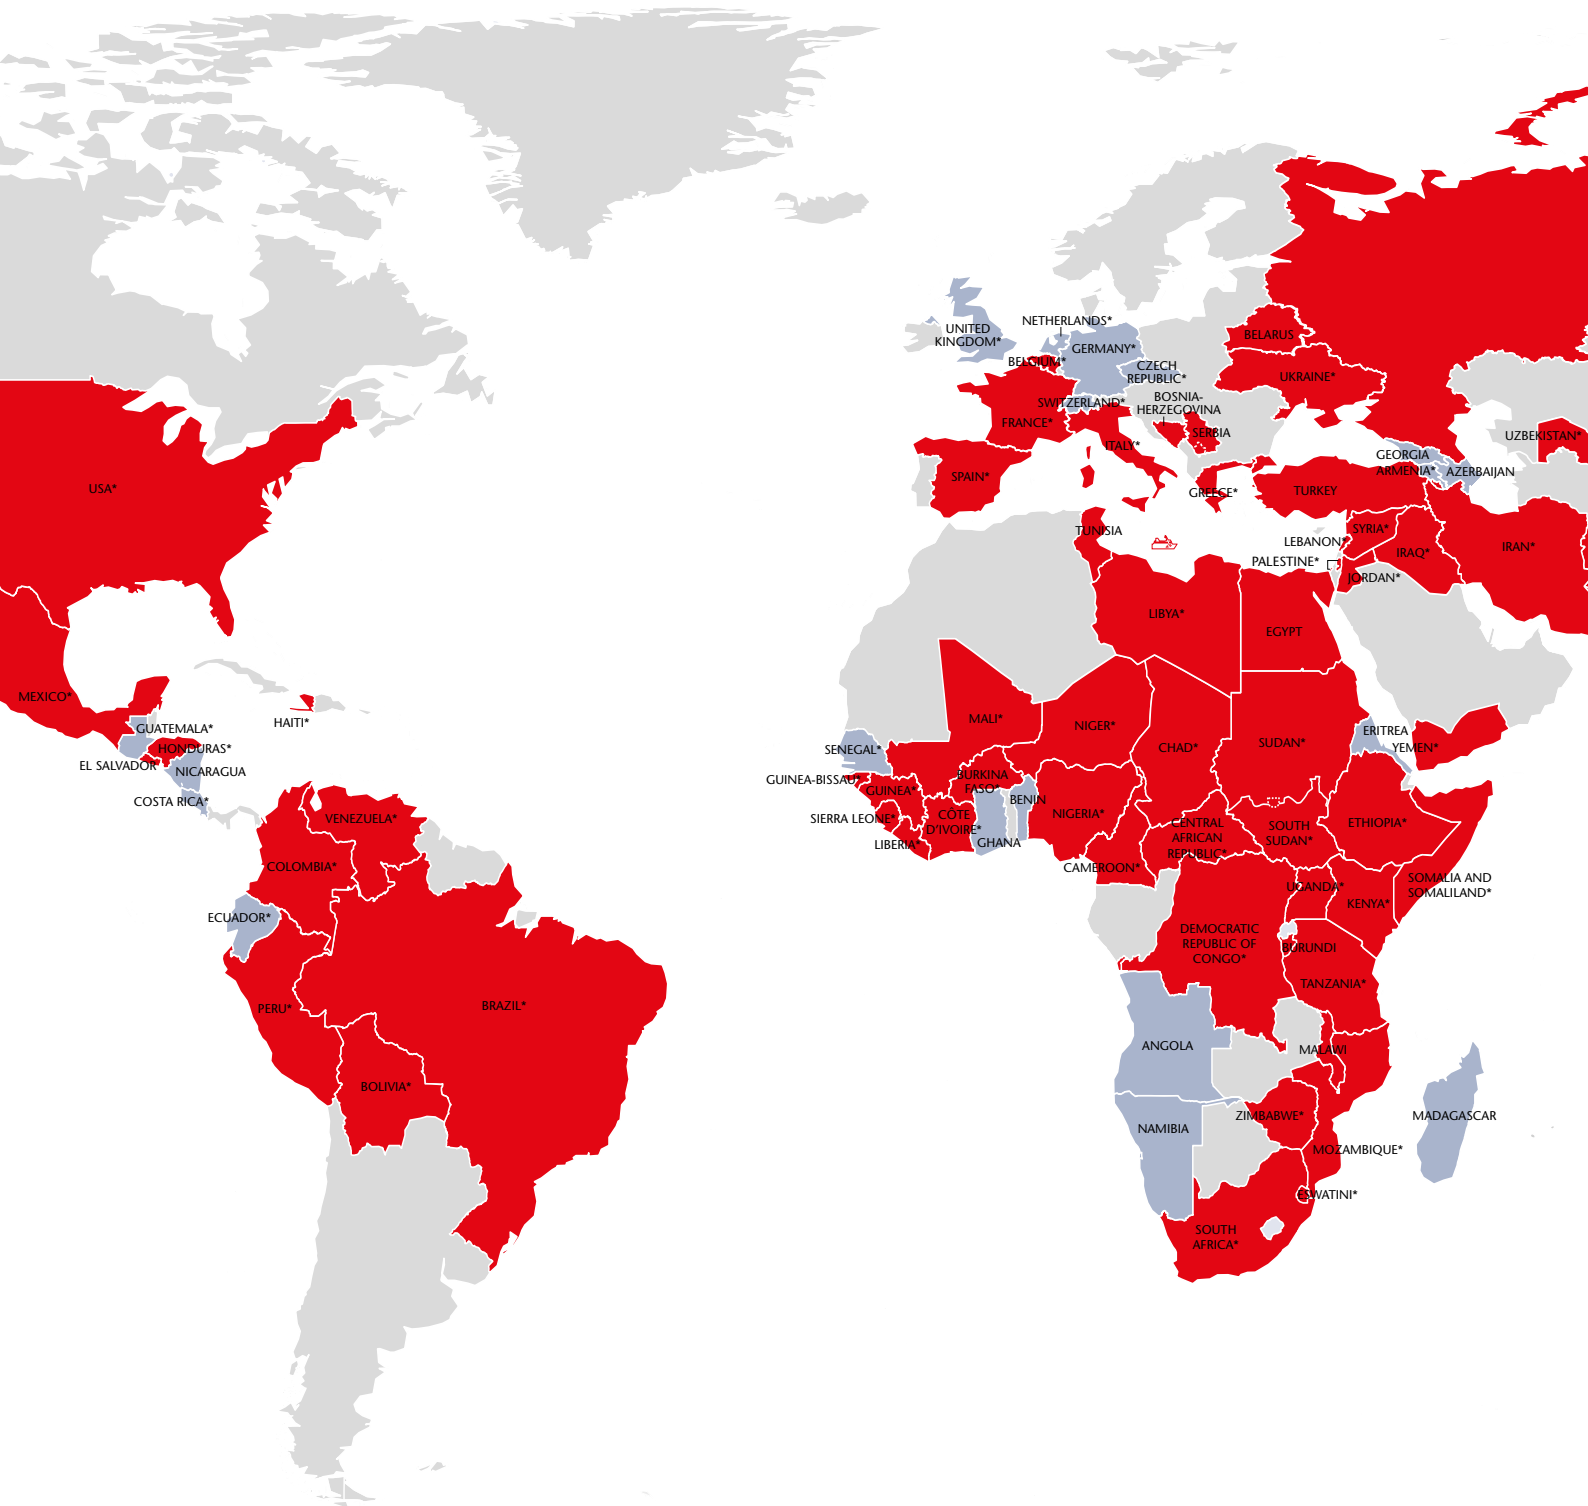 USA*
MEXICO*
GUATEMALA*
HONDURAS*
EL SALVADOR
NICARAGUA
COSTA RICA*
HAITI*
VENEZUELA*
COLOMBIA*
ECUADOR*
PERU*
BRAZIL*
BOLIVIA*
UNITED
KINGDOM*
NETHERLANDS*
GERMANY*
BELGIUM*
CZECH
REPUBLIC*
SWITZERLAND*
BOSNIA-
HERZEGOVINA
FRANCE*
SERBIA
ITALY*
SPAIN*
GREECE*
BELARUS
UKRAINE*
UZBEKISTAN*
GEORGIA
ARMENIA*
AZERBAIJAN
TURKEY
TUNISIA
SYRIA*
LEBANON*
IRAQ*
IRAN*
PALESTINE*
JORDAN*
LIBYA*
EGYPT
MALI*
NIGER*
CHAD*
SUDAN*
ERITREA
YEMEN*
SENEGAL*
GUINEA-BISSAU*
GUINEA*
BURKINA
FASO*
BENIN
SIERRA LEONE*
CÔTE
D'IVOIRE*
LIBERIA*
GHANA
NIGERIA*
CENTRAL
AFRICAN
REPUBLIC*
CAMEROON*
SOUTH
SUDAN*
ETHIOPIA*
SOMALIA AND
SOMALILAND*
UGANDA*
KENYA*
DEMOCRATIC
REPUBLIC OF
CONGO*
BURUNDI
TANZANIA*
ANGOLA
MALAWI
NAMIBIA
ZIMBABWE*
MADAGASCAR
MOZAMBIQUE*
ESWATINI*
SOUTH
AFRICA*